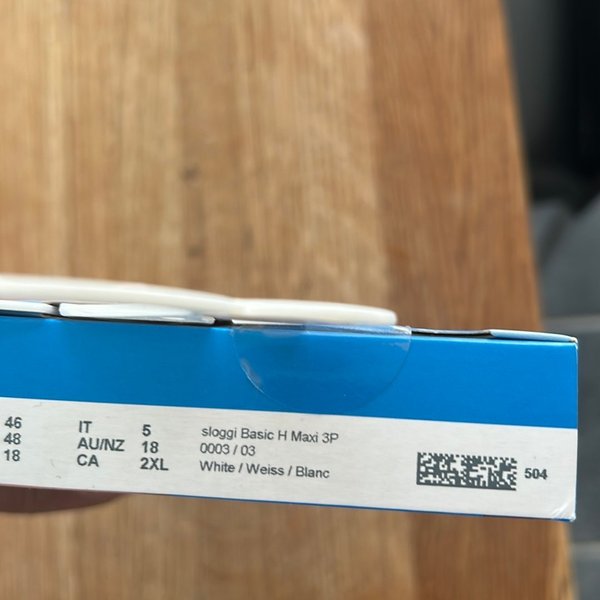 46 IT 5 sloggi Basic H Maxi 3P
48 AU/NZ 18 0003 / 03
18 CA 2XL White / Weiss / Blanc
504